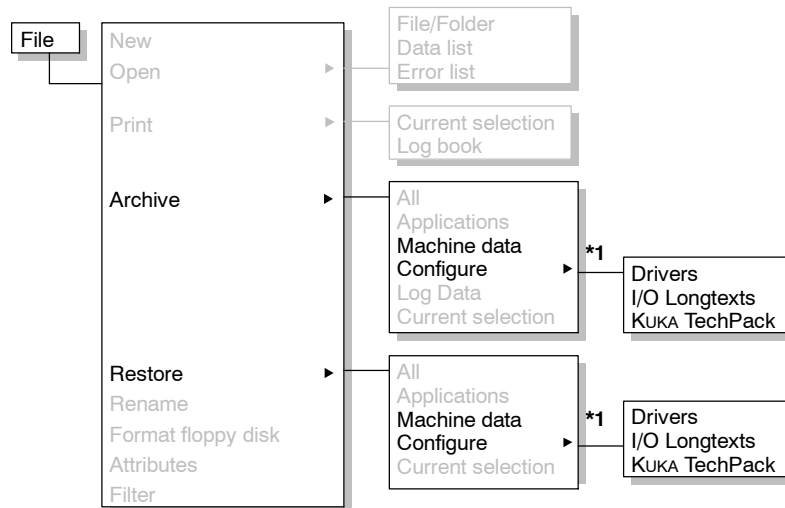 File
New
Open
Print
Archive
Restore
Rename
Format floppy disk
Attributes
Filter
File/Folder
Data list
Error list
Current selection
Log book
All
Applications
Machine data
Configure
Log Data
Current selection
*1
Drivers
I/O Longtexts
KUKA TechPack
All
Applications
Machine data
Configure
Current selection
*1
Drivers
I/O Longtexts
KUKA TechPack